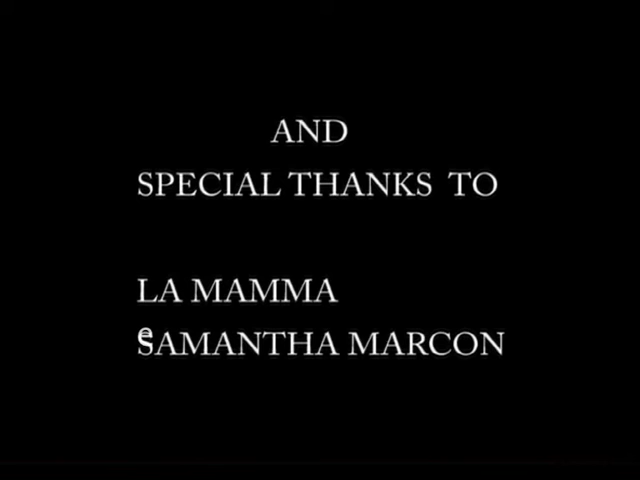 AND
SPECIAL THANKS TO
LA MAMMA
e
SAMANTHA MARCON